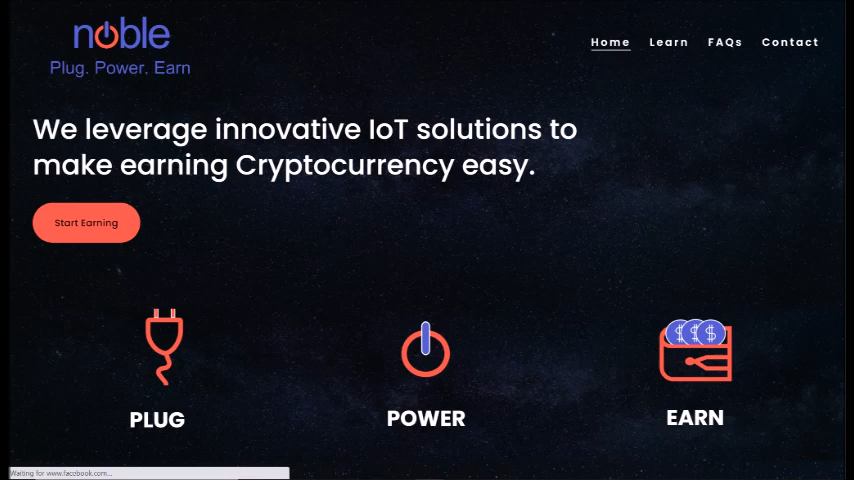 noble
Plug. Power. Earn
Home Learn FAQs Contact
We leverage innovative IoT solutions to
make earning Cryptocurrency easy.
Start Earning
PLUG POWER EARN
Waiting for www.facebook.com...